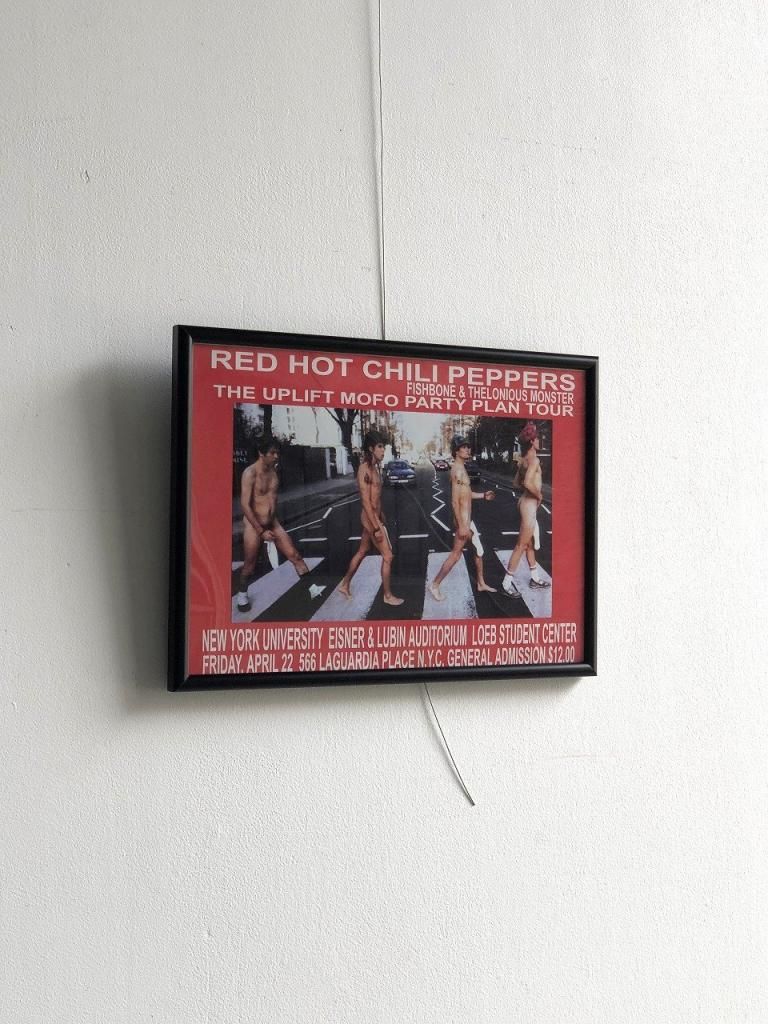 RED HOT CHILI PEPPERS
FISHBONE & THELONIOUS MONSTER
THE UPLIFT MOFO PARTY PLAN TOUR
NEW YORK UNIVERSITY EISNER & LUBIN AUDITORIUM LOEB STUDENT CENTER
FRIDAY, APRIL 22 566 LAGUARDIA PLACE N.Y.C. GENERAL ADMISSION $12.00